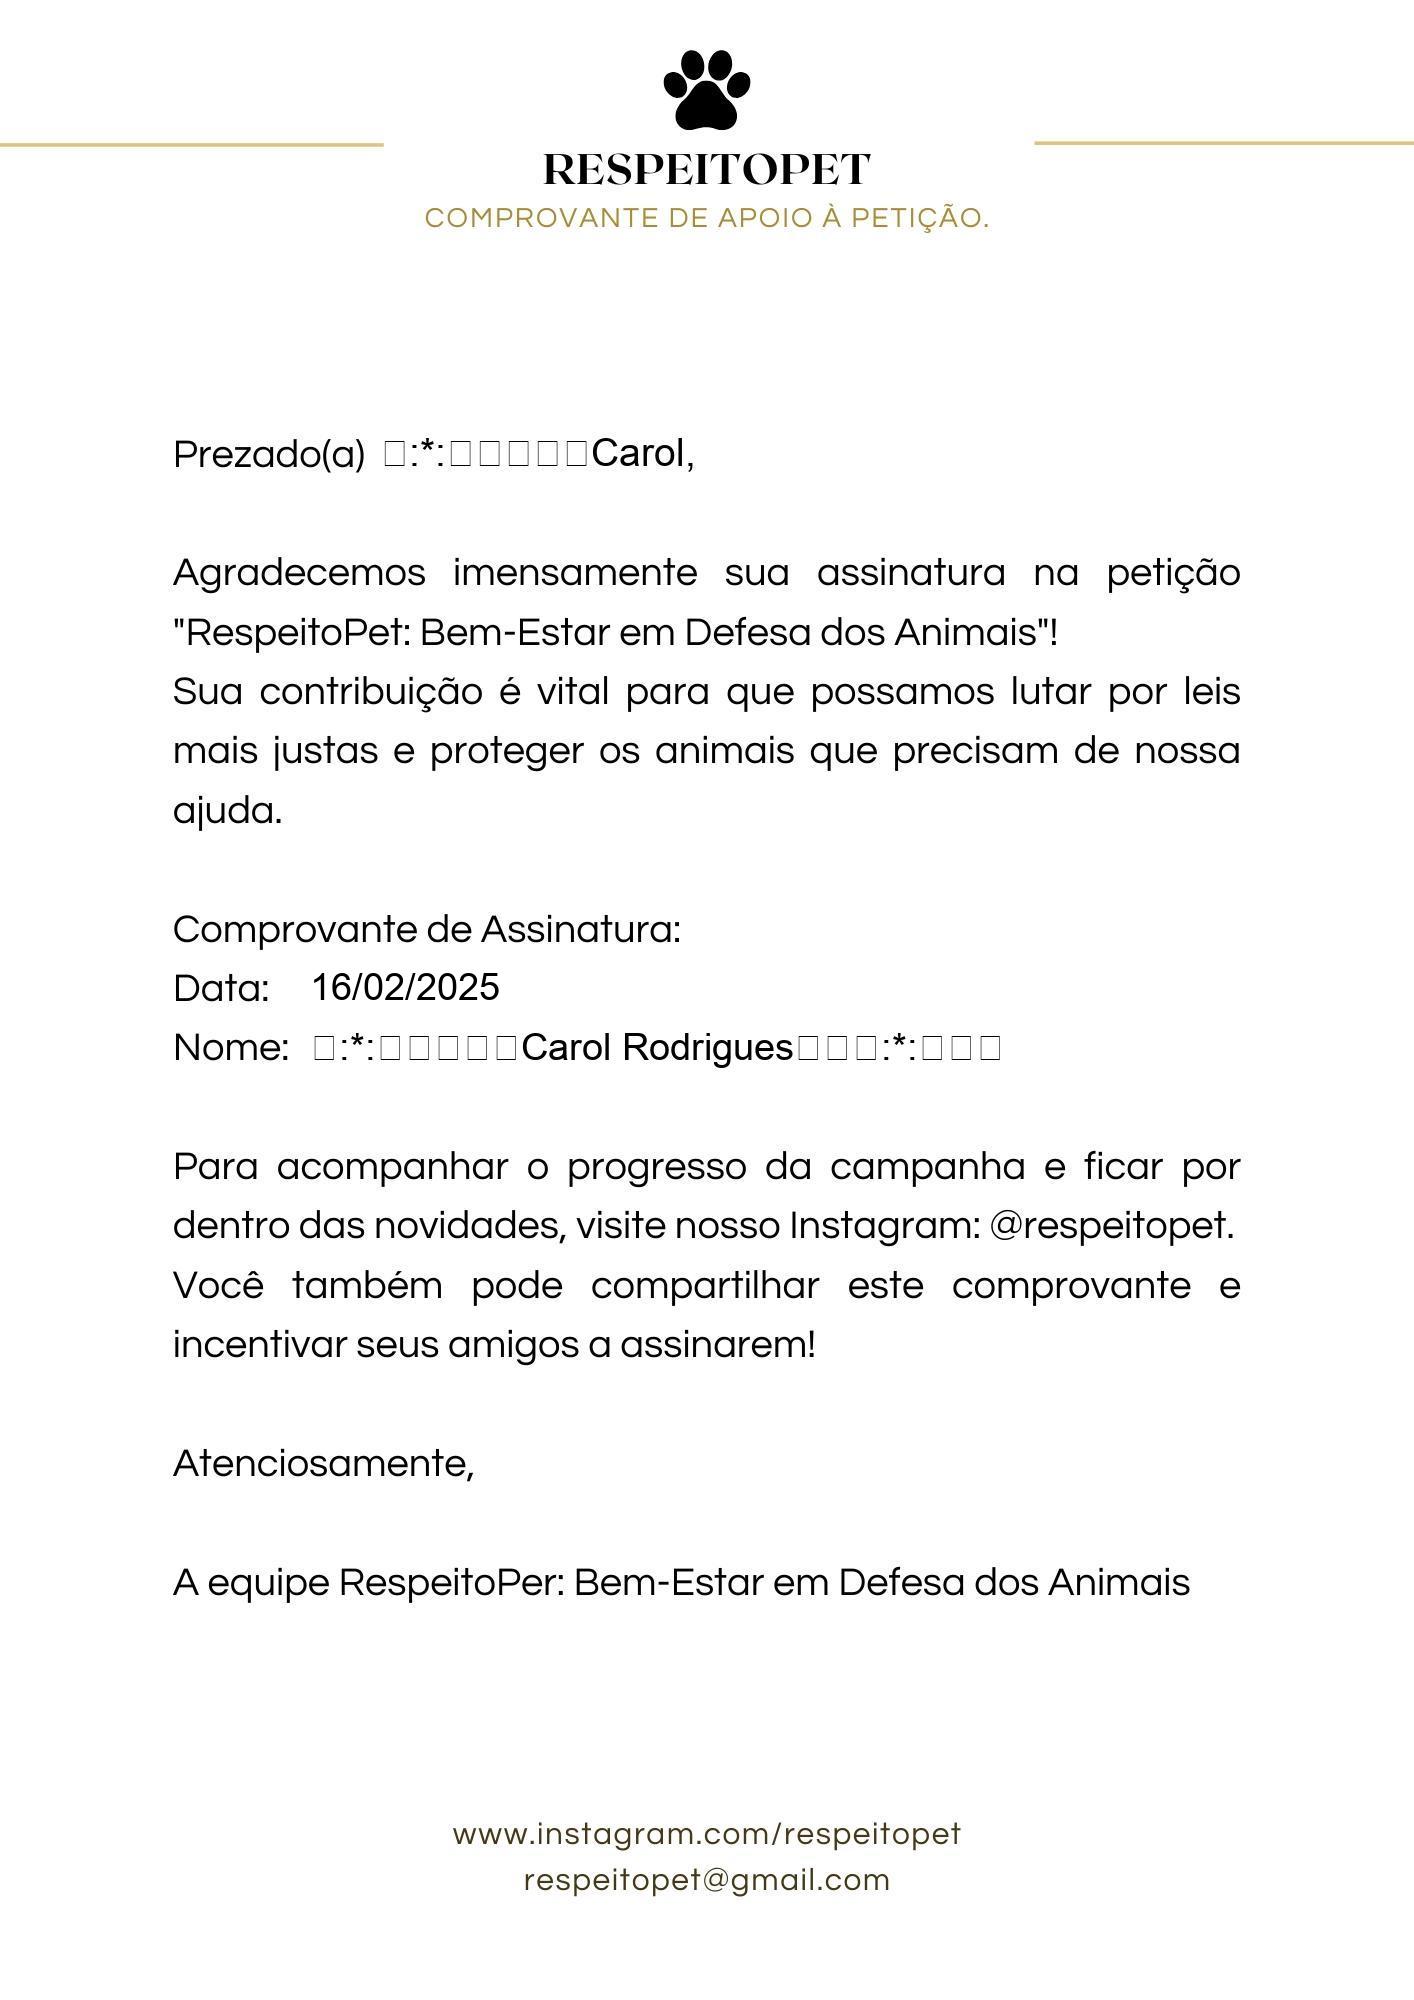 RESPEITOPET
COMPROVANTE DE APOIO À PETIÇÃO.
Prezado(a) □:*:□□□□□Carol,
Agradecemos imensamente sua assinatura na petição
"RespeitoPet: Bem-Estar em Defesa dos Animais"!
Sua contribuição é vital para que possamos lutar por leis
mais justas e proteger os animais que precisam de nossa
ajuda.
Comprovante de Assinatura:
Data: 16/02/2025
Nome: □:*:□□□□□Carol Rodrigues□□□:*:□□□
Para acompanhar o progresso da campanha e ficar por
dentro das novidades, visite nosso Instagram: @respeitopet.
Você também pode compartilhar este comprovante e
incentivar seus amigos a assinarem!
Atenciosamente,
A equipe RespeitoPer: Bem-Estar em Defesa dos Animais
www.instagram.com/respeitopet
respeitopet@gmail.com